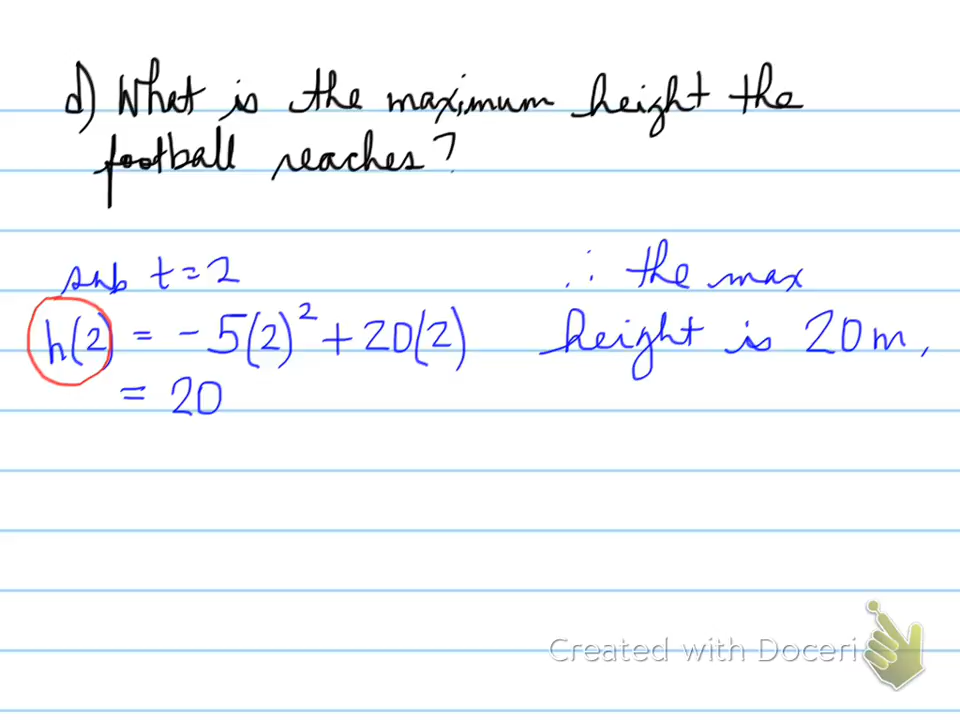 d) What is the maximum height the
football reaches?
sub t = 2
h(2) = - 5(2)² + 20(2)
= 20
∴ the max
height is 20m.
Created with Doceri